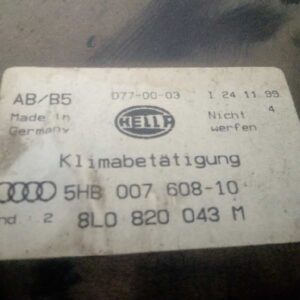 AB/B5 D77-00-03 I 24 11 99
Made in Germany HELLA Nicht werfen 4
Klimabetätigung
5HB 007 608-10
nd. 2 8L0 820 043 M